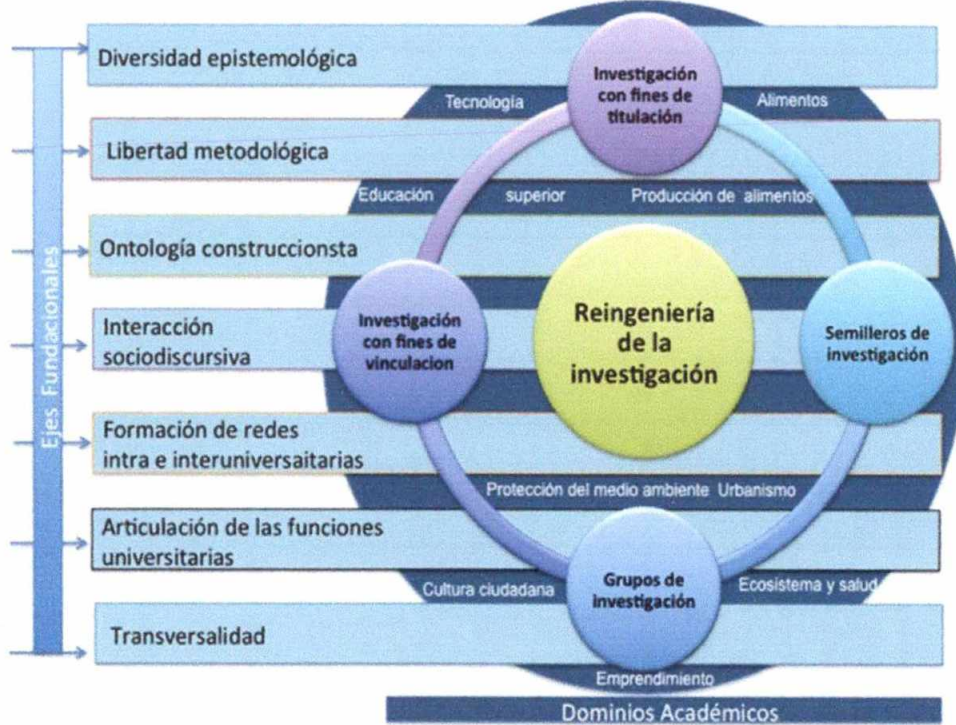 Diversidad epistemológica
Investigación
con fines de
titulación
Tecnología
Alimentos
Libertad metodológica
Educación superior
Producción de alimentos
Ontología construccionsta
Ejes Fundacionales
Interacción
sociodiscursiva
Investigación
con fines de
vinculacion
Reingeniería
de la
investigación
Semilleros de
investigación
Formación de redes
intra e interuniversaitarias
Protección del medio ambiente Urbanismo
Articulación de las funciones
universitarias
Cultura ciudadana
Grupos de
investigación
Ecosístema y salud
Transversalidad
Emprendimiento
Dominios Académicos